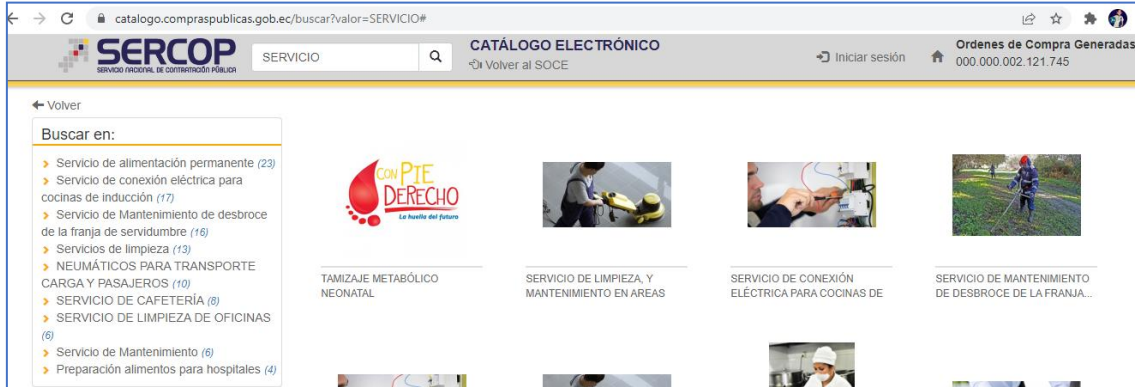 catalogo.compraspublicas.gob.ec/buscar?valor=SERVICIO#
SERCOP
SERVICIO NACIONAL DE CONTRATACIÓN PÚBLICA
SERVICIO
CATÁLOGO ELECTRÓNICO
Volver al SOCE
Iniciar sesión
Ordenes de Compra Generadas
000.000.002.121.745
Volver
Buscar en:
Servicio de alimentación permanente (23)
Servicio de conexión eléctrica para
cocinas de inducción (17)
Servicio de Mantenimiento de desbroce
de la franja de servidumbre (16)
Servicios de limpieza (13)
NEUMÁTICOS PARA TRANSPORTE
CARGA Y PASAJEROS (10)
SERVICIO DE CAFETERÍA (8)
SERVICIO DE LIMPIEZA DE OFICINAS
(6)
Servicio de Mantenimiento (6)
Preparación alimentos para hospitales (4)
CON PIE
DERECHO
La huella del futuro
TAMIZAJE METABÓLICO
NEONATAL
SERVICIO DE LIMPIEZA, Y
MANTENIMIENTO EN AREAS
SERVICIO DE CONEXIÓN
ELÉCTRICA PARA COCINAS DE
SERVICIO DE MANTENIMIENTO
DE DESBROCE DE LA FRANJA...